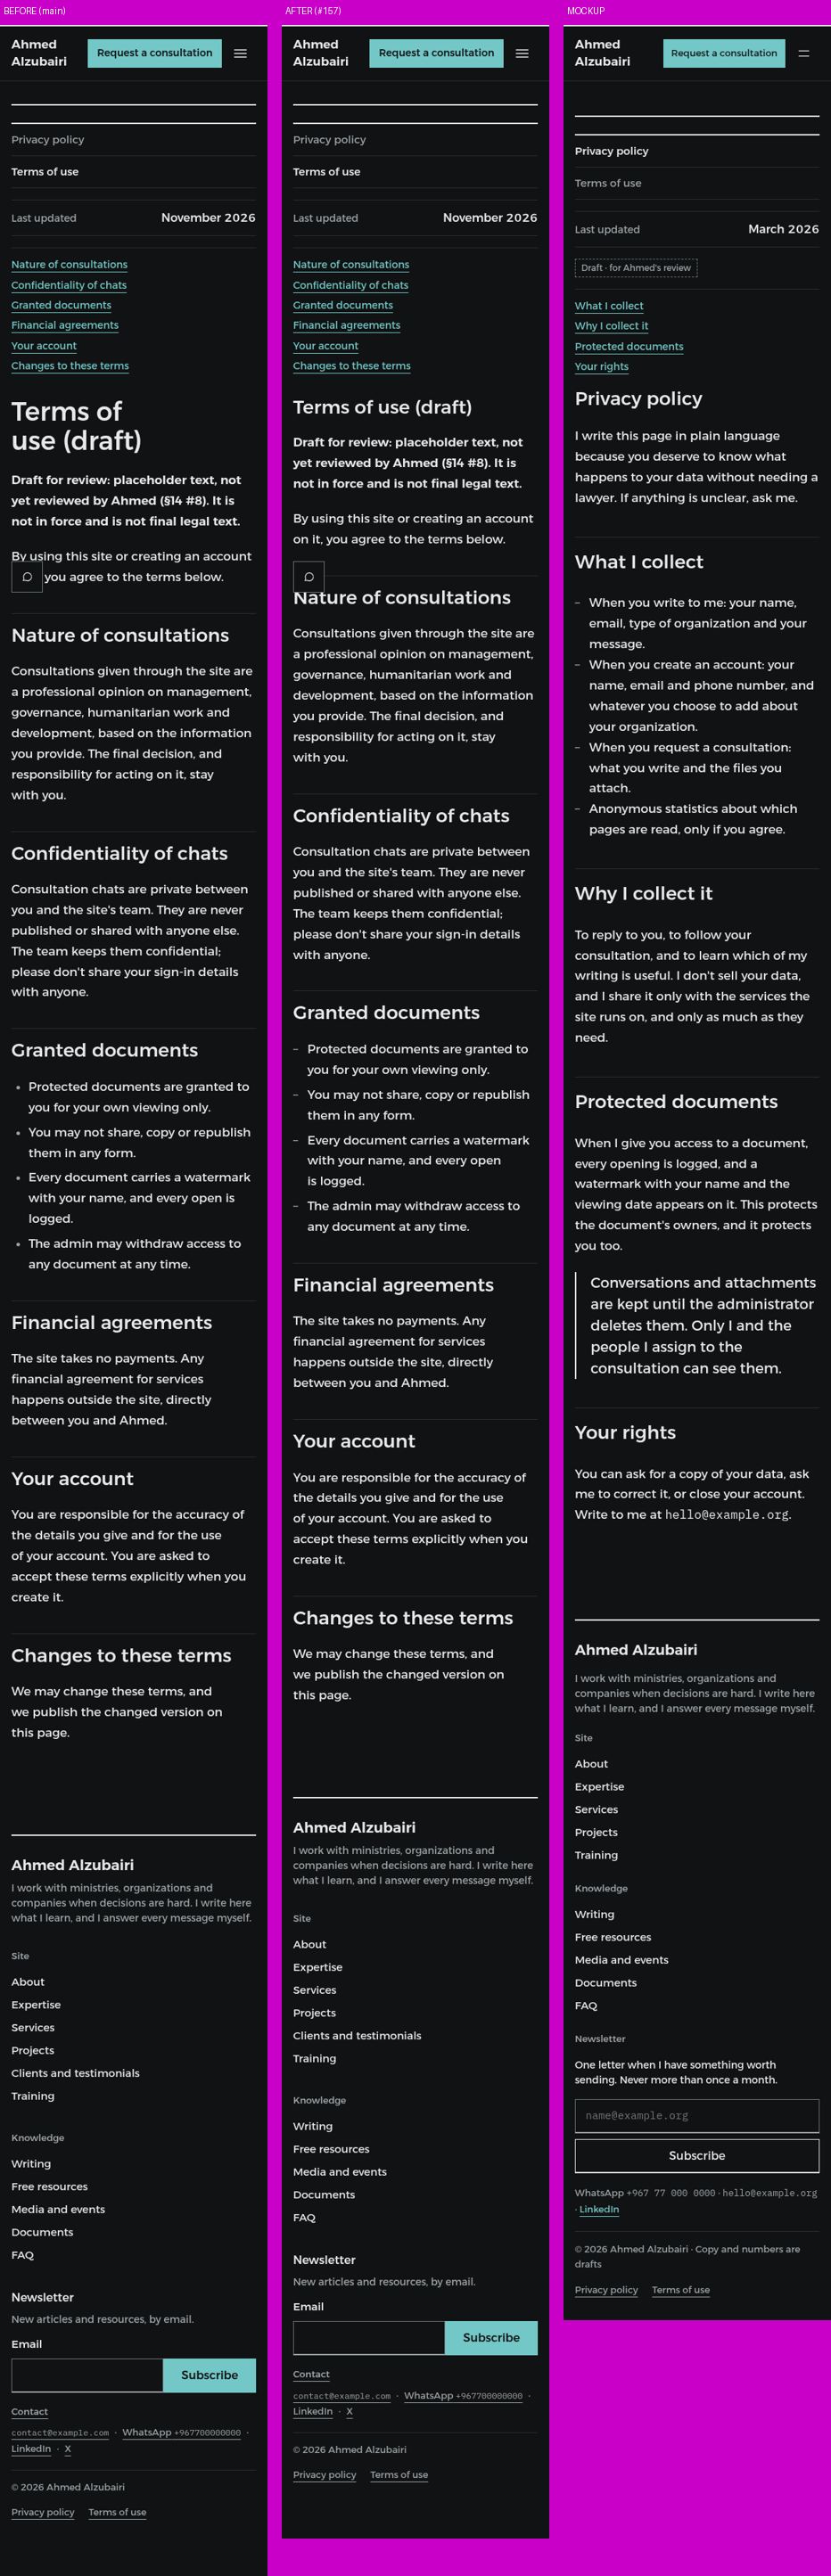 BEFORE (main)
Ahmed
Alzubairi
Request a consultation
Privacy policy
Terms of use
Last updated
November 2026
Nature of consultations
Confidentiality of chats
Granted documents
Financial agreements
Your account
Changes to these terms
Terms of
use (draft)
Draft for review: placeholder text, not
yet reviewed by Ahmed (§14 #8). It is
not in force and is not final legal text.
By using this site or creating an account
you agree to the terms below.
Nature of consultations
Consultations given through the site are
a professional opinion on management,
governance, humanitarian work and
development, based on the information
you provide. The final decision, and
responsibility for acting on it, stay
with you.
Confidentiality of chats
Consultation chats are private between
you and the site's team. They are never
published or shared with anyone else.
The team keeps them confidential;
please don't share your sign-in details
with anyone.
Granted documents
• Protected documents are granted to
you for your own viewing only.
• You may not share, copy or republish
them in any form.
• Every document carries a watermark
with your name, and every open is
logged.
• The admin may withdraw access to
any document at any time.
Financial agreements
The site takes no payments. Any
financial agreement for services
happens outside the site, directly
between you and Ahmed.
Your account
You are responsible for the accuracy of
the details you give and for the use
of your account. You are asked to
accept these terms explicitly when you
create it.
Changes to these terms
We may change these terms, and
we publish the changed version on
this page.
Ahmed Alzubairi
I work with ministries, organizations and
companies when decisions are hard. I write here
what I learn, and I answer every message myself.
Site
About
Expertise
Services
Projects
Clients and testimonials
Training
Knowledge
Writing
Free resources
Media and events
Documents
FAQ
Newsletter
New articles and resources, by email.
Email
Subscribe
Contact
contact@example.com · WhatsApp +967700000000 ·
LinkedIn · X
© 2026 Ahmed Alzubairi
Privacy policy
Terms of use
AFTER (#157)
Ahmed
Alzubairi
Request a consultation
Privacy policy
Terms of use
Last updated
November 2026
Nature of consultations
Confidentiality of chats
Granted documents
Financial agreements
Your account
Changes to these terms
Terms of use (draft)
Draft for review: placeholder text, not
yet reviewed by Ahmed (§14 #8). It is
not in force and is not final legal text.
By using this site or creating an account
on it, you agree to the terms below.
Nature of consultations
Consultations given through the site are
a professional opinion on management,
governance, humanitarian work and
development, based on the information
you provide. The final decision, and
responsibility for acting on it, stay
with you.
Confidentiality of chats
Consultation chats are private between
you and the site's team. They are never
published or shared with anyone else.
The team keeps them confidential;
please don't share your sign-in details
with anyone.
Granted documents
– Protected documents are granted to
you for your own viewing only.
– You may not share, copy or republish
them in any form.
– Every document carries a watermark
with your name, and every open
is logged.
– The admin may withdraw access to
any document at any time.
Financial agreements
The site takes no payments. Any
financial agreement for services
happens outside the site, directly
between you and Ahmed.
Your account
You are responsible for the accuracy of
the details you give and for the use
of your account. You are asked to
accept these terms explicitly when you
create it.
Changes to these terms
We may change these terms, and
we publish the changed version on
this page.
Ahmed Alzubairi
I work with ministries, organizations and
companies when decisions are hard. I write here
what I learn, and I answer every message myself.
Site
About
Expertise
Services
Projects
Clients and testimonials
Training
Knowledge
Writing
Free resources
Media and events
Documents
FAQ
Newsletter
New articles and resources, by email.
Email
Subscribe
Contact
contact@example.com · WhatsApp +967700000000 ·
LinkedIn · X
© 2026 Ahmed Alzubairi
Privacy policy
Terms of use
MOCKUP
Ahmed
Alzubairi
Request a consultation
Privacy policy
Terms of use
Last updated
March 2026
Draft · for Ahmed's review
What I collect
Why I collect it
Protected documents
Your rights
Privacy policy
I write this page in plain language
because you deserve to know what
happens to your data without needing a
lawyer. If anything is unclear, ask me.
What I collect
– When you write to me: your name,
email, type of organization and your
message.
– When you create an account: your
name, email and phone number, and
whatever you choose to add about
your organization.
– When you request a consultation:
what you write and the files you
attach.
– Anonymous statistics about which
pages are read, only if you agree.
Why I collect it
To reply to you, to follow your
consultation, and to learn which of my
writing is useful. I don't sell your data,
and I share it only with the services the
site runs on, and only as much as they
need.
Protected documents
When I give you access to a document,
every opening is logged, and a
watermark with your name and the
viewing date appears on it. This protects
the document's owners, and it protects
you too.
Conversations and attachments
are kept until the administrator
deletes them. Only I and the
people I assign to the
consultation can see them.
Your rights
You can ask for a copy of your data, ask
me to correct it, or close your account.
Write to me at hello@example.org.
Ahmed Alzubairi
I work with ministries, organizations and
companies when decisions are hard. I write here
what I learn, and I answer every message myself.
Site
About
Expertise
Services
Projects
Training
Knowledge
Writing
Free resources
Media and events
Documents
FAQ
Newsletter
One letter when I have something worth
sending. Never more than once a month.
name@example.org
Subscribe
WhatsApp +967 77 000 0000 · hello@example.org
· LinkedIn
© 2026 Ahmed Alzubairi · Copy and numbers are
drafts
Privacy policy
Terms of use